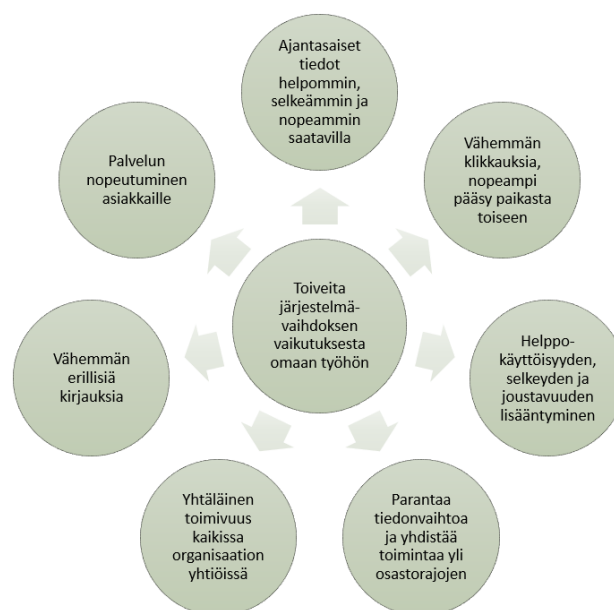 Ajantasaiset
tiedot
helpommin,
selkeämmin ja
nopeammin
saatavilla
Vähemmän
klikkauksia,
nopeampi
pääsy paikasta
toiseen
Helppo-
käyttöisyyden,
selkeyden ja
joustavuuden
lisääntyminen
Parantaa
tiedonvaihtoa
ja yhdistää
toimintaa yli
osastorajojen
Yhtäläinen
toimivuus
kaikissa
organisaation
yhtiöissä
Vähemmän
erillisiä
kirjauksia
Palvelun
nopeutuminen
asiakkaille
Toiveita
järjestelmä-
vaihdoksen
vaikutuksesta
omaan työhön